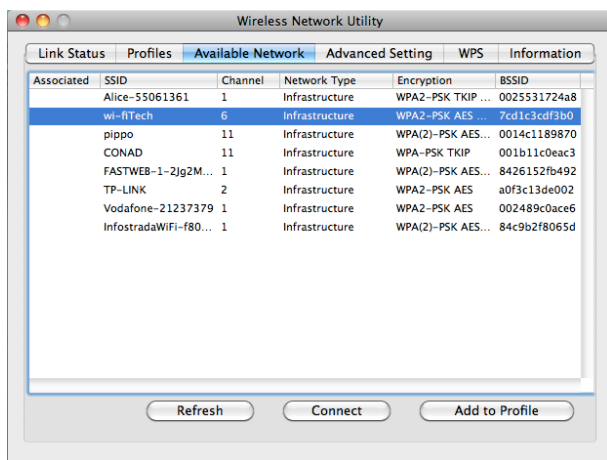 Wireless Network Utility
Link Status Profiles Available Network Advanced Setting WPS Information
Associated SSID Channel Network Type Encryption BSSID
Alice-55061361 1 Infrastructure WPA2-PSK TKIP ... 0025531724a8
wi-fiTech 6 Infrastructure WPA2-PSK AES ... 7cd1c3cdf3b0
pippo 11 Infrastructure WPA(2)-PSK AES... 0014c1189870
CONAD 11 Infrastructure WPA-PSK TKIP 001b11c0eac3
FASTWEB-1-2Jg2M... 1 Infrastructure WPA(2)-PSK AES... 8426152fb492
TP-LINK 2 Infrastructure WPA2-PSK AES a0f3c13de002
Vodafone-21237379 1 Infrastructure WPA2-PSK AES 002489c0ace6
InfostradaWiFi-f80... 1 Infrastructure WPA(2)-PSK AES... 84c9b2f8065d
Refresh Connect Add to Profile